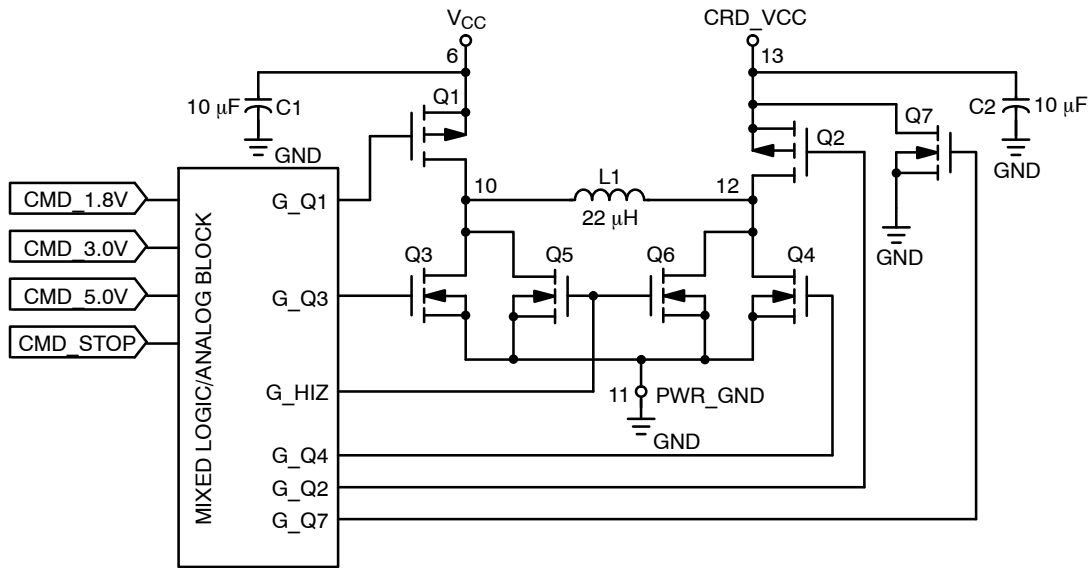 V_CC
CRD_VCC
6
13
Q1
10 μF
C1
GND
Q7
C2
10 μF
Q2
GND
CMD_1.8V
G_Q1
10
L1
12
22 μH
CMD_3.0V
GND
Q3
Q5
Q6
Q4
CMD_5.0V
G_Q3
CMD_STOP
MIXED LOGIC/ANALOG BLOCK
G_HIZ
11
PWR_GND
GND
G_Q4
G_Q2
G_Q7